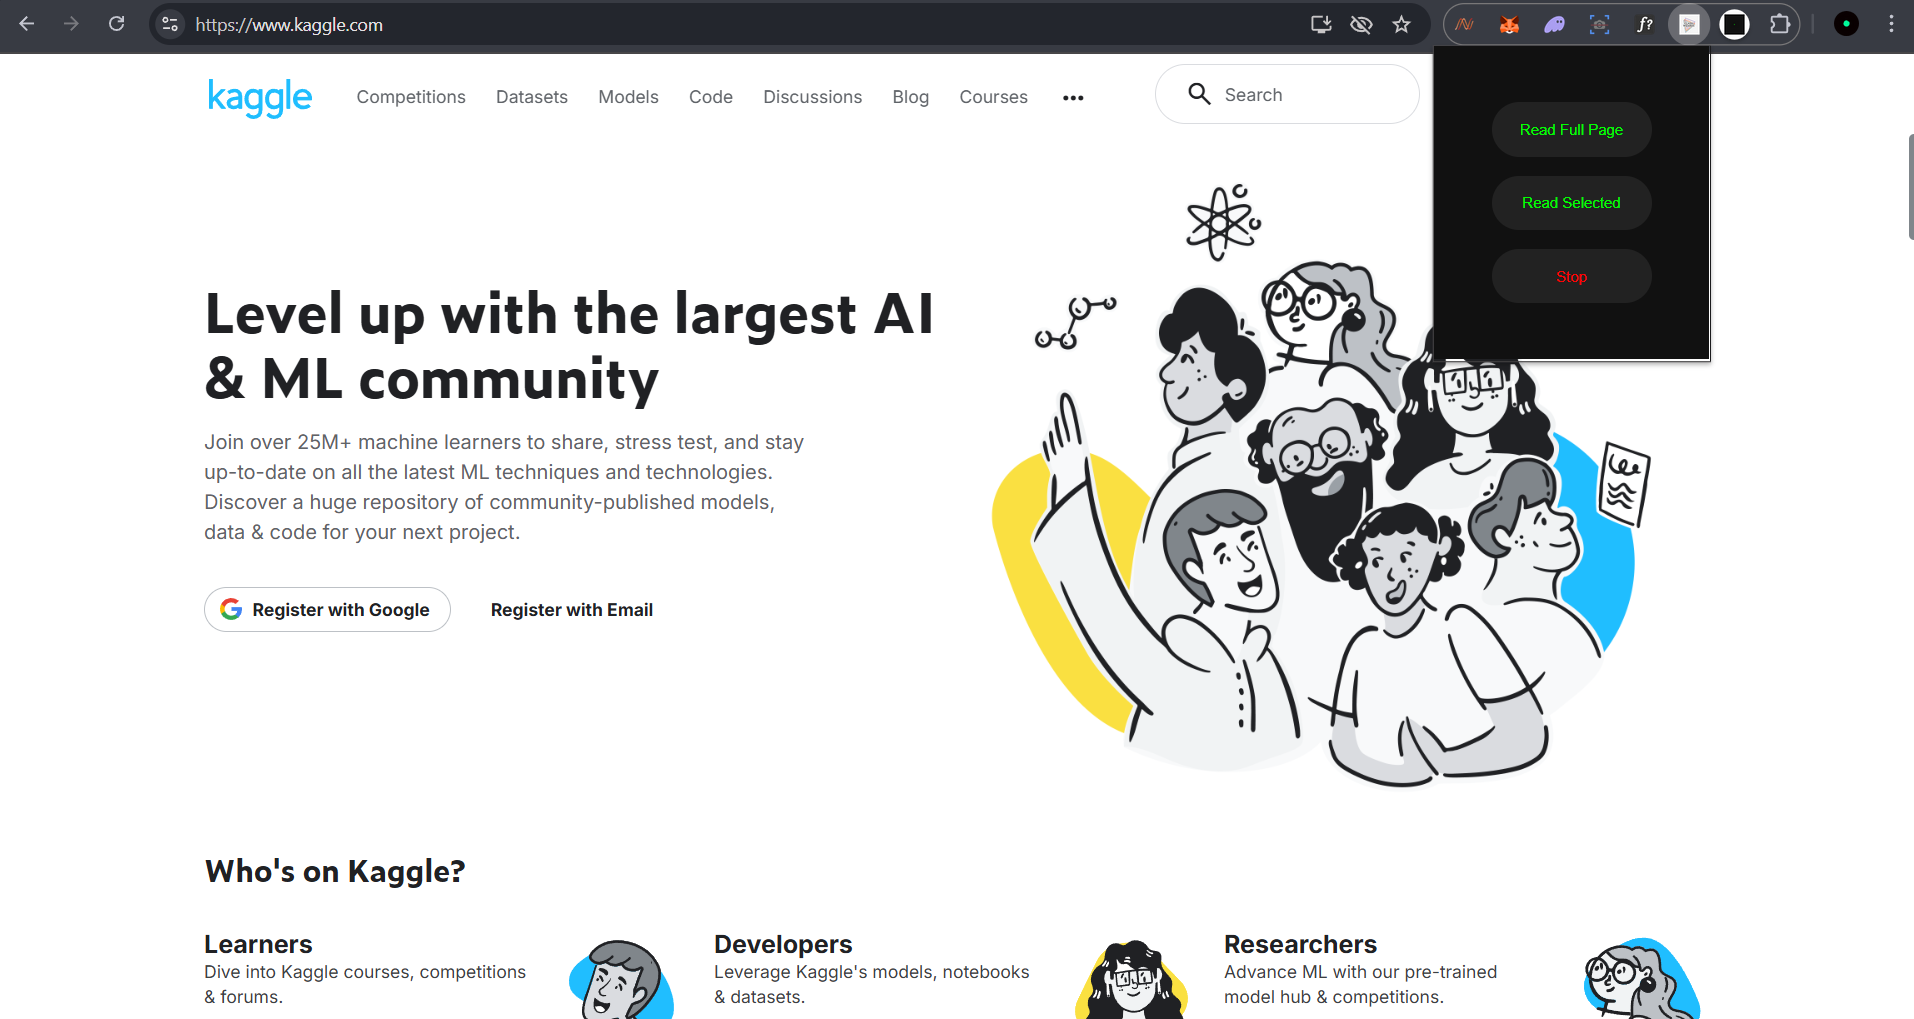 https://www.kaggle.com
kaggle
Competitions
Datasets
Models
Code
Discussions
Blog
Courses
Search
f?
Read Full Page
Read Selected
Stop
Level up with the largest AI
& ML community
Join over 25M+ machine learners to share, stress test, and stay
up-to-date on all the latest ML techniques and technologies.
Discover a huge repository of community-published models,
data & code for your next project.
Register with Google
Register with Email
Who's on Kaggle?
Learners
Dive into Kaggle courses, competitions
& forums.
Developers
Leverage Kaggle's models, notebooks
& datasets.
Researchers
Advance ML with our pre-trained
model hub & competitions.